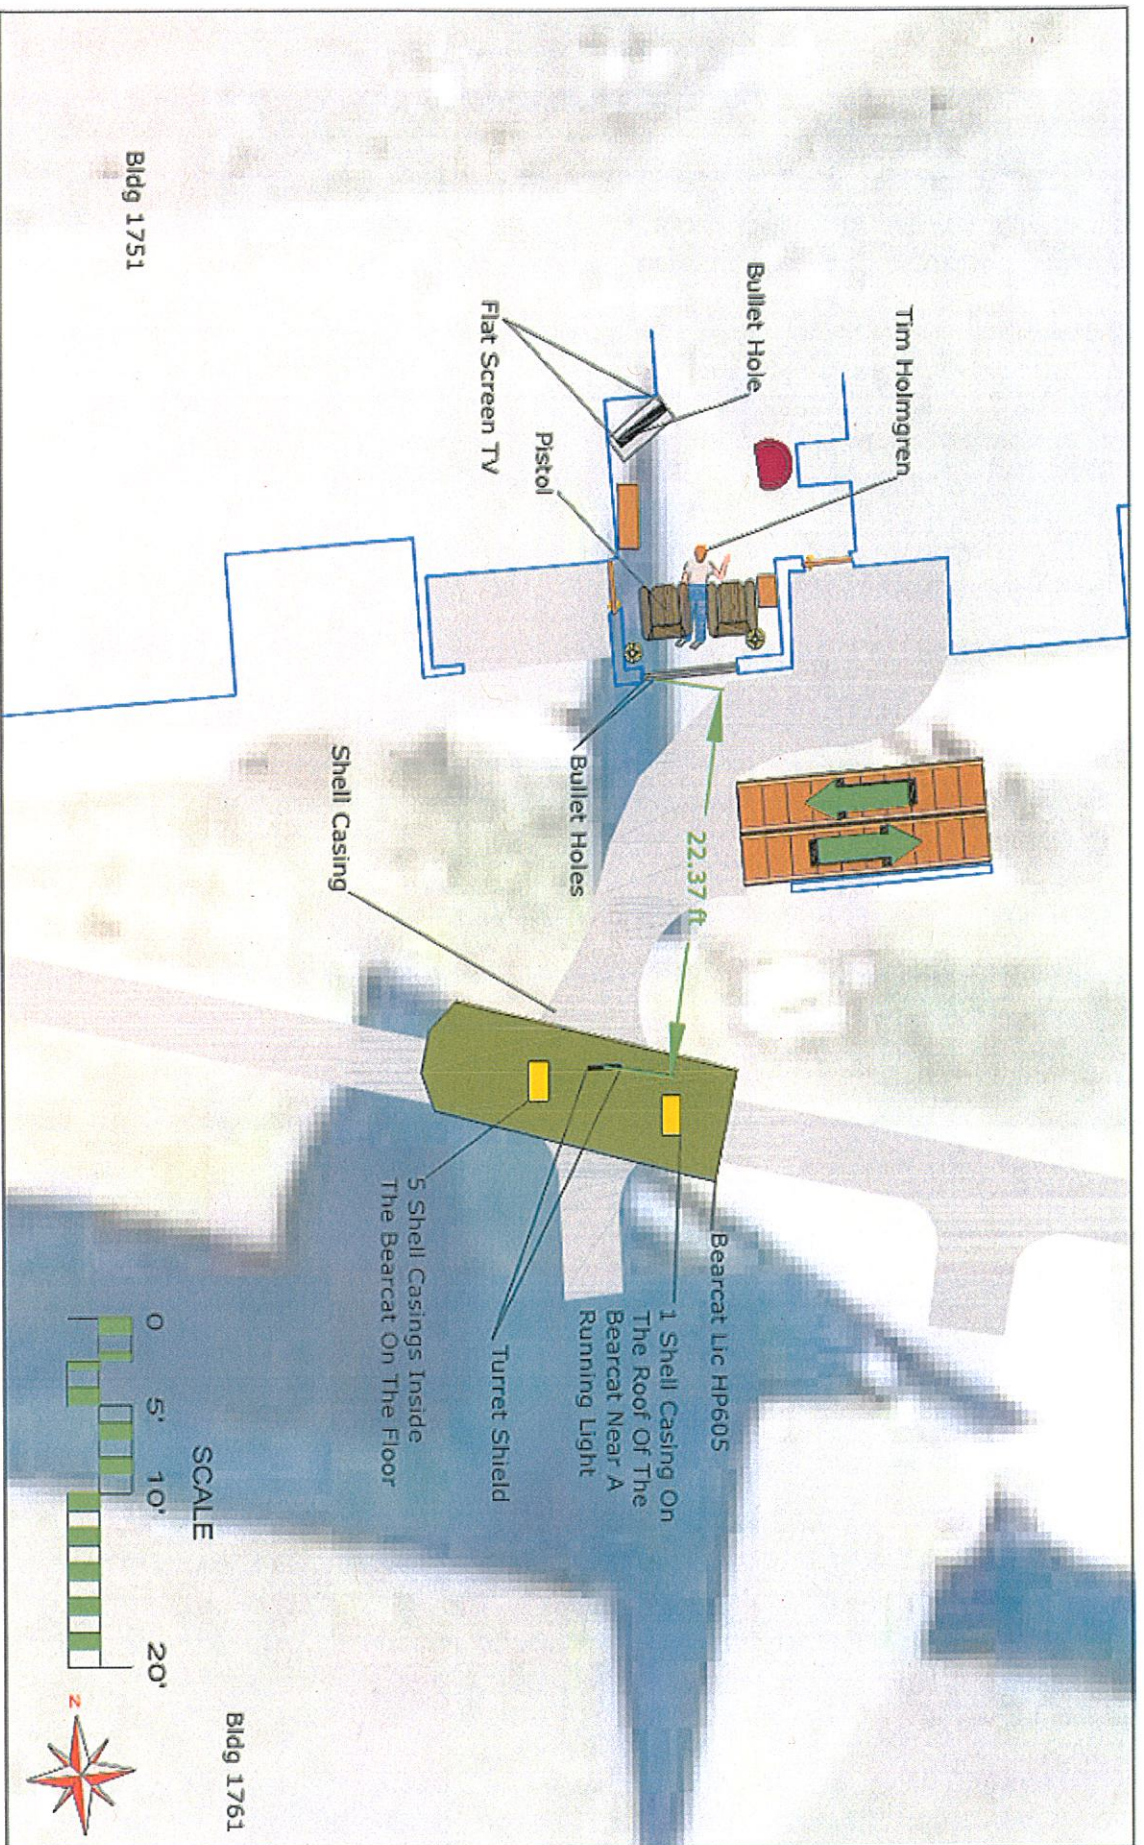 Tim Holmgren
Bullet Hole
Pistol
Flat Screen TV
Bldg 1751
22.37 ft
Bullet Holes
Shell Casing
Bearcat Lic HP605
1 Shell Casing On
The Roof Of The
Bearcat Near A
Running Light
Turret Shield
5 Shell Casings Inside
The Bearcat On The Floor
SCALE
0 5' 10' 20'
Bldg 1761
N